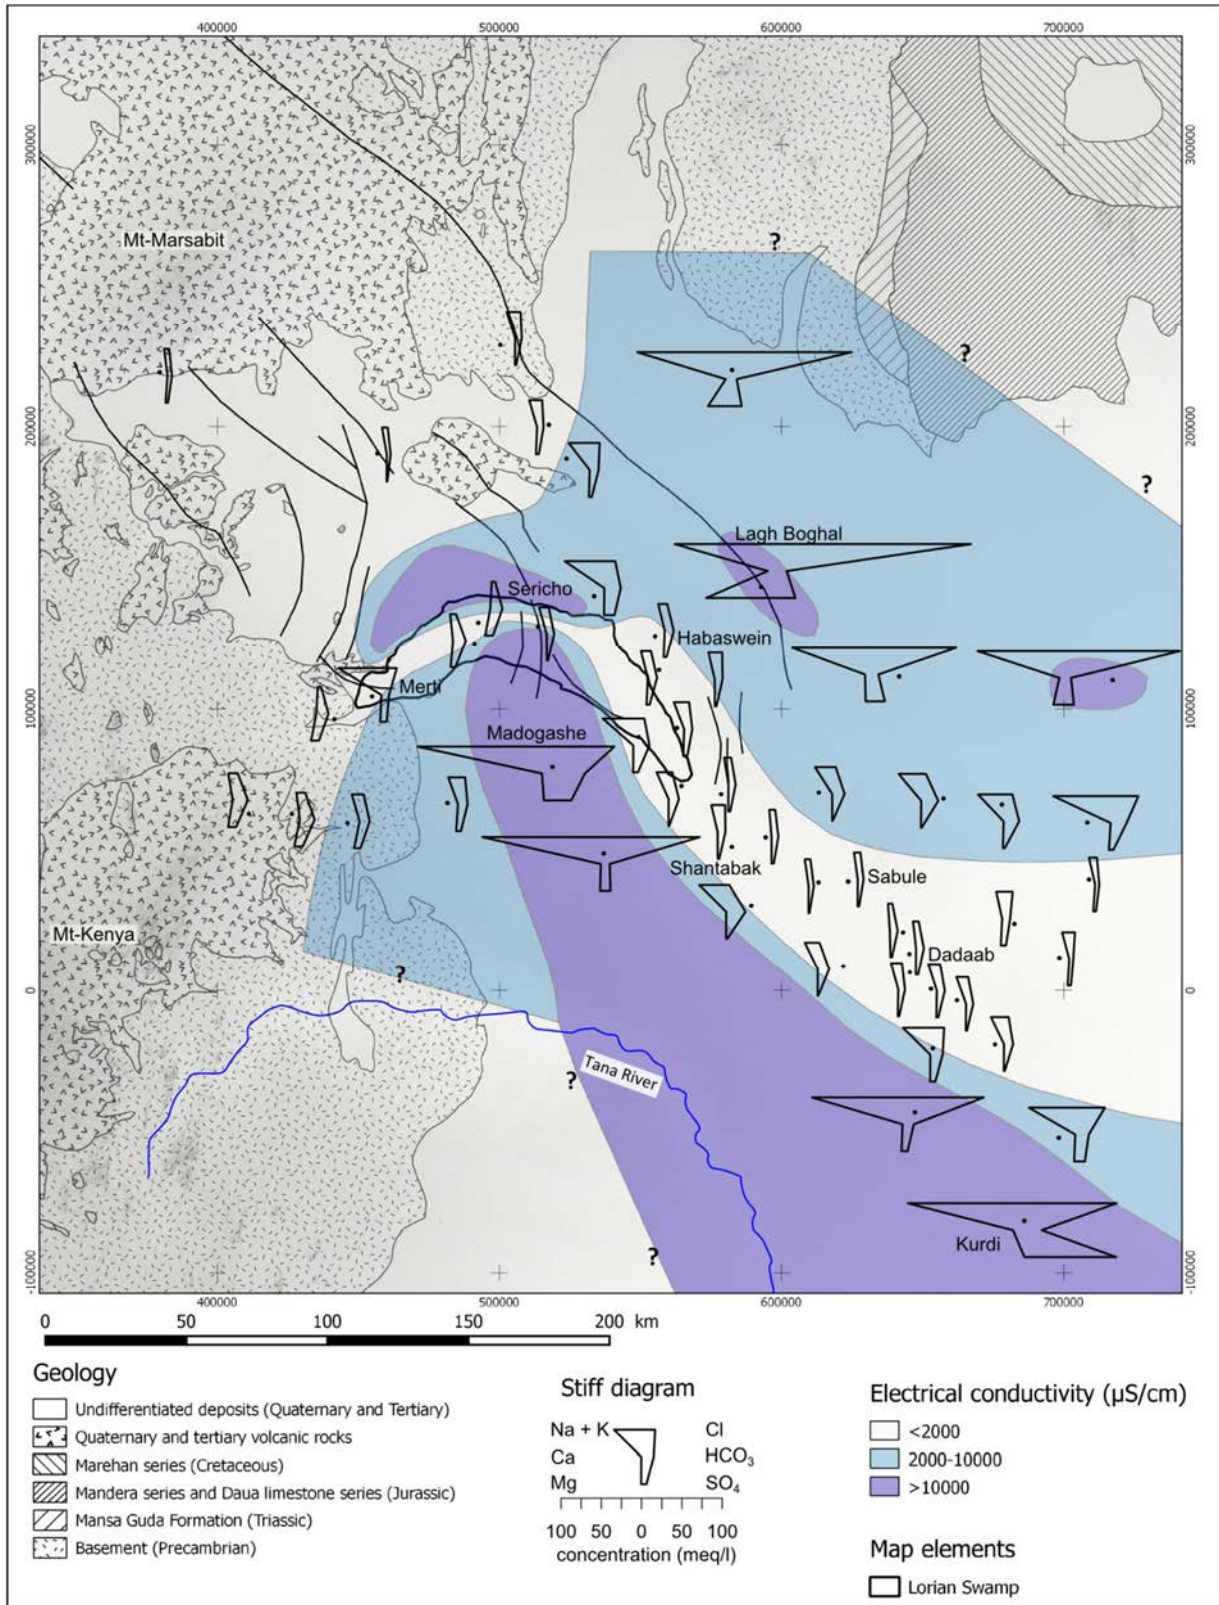 400000 500000 600000 700000
300000 300000
Mt-Marsabit
?
?
200000 200000
?
Lagh Boghal
Sericho
Habaswein
Merti
100000 100000
Madogashe
Shantabak
Sabule
Mt-Kenya
Dadaab
?
0 0
Tana River
?
Kurdi
?
-100000 -100000
400000 500000 600000 700000
0 50 100 150 200 km
Geology
Undifferentiated deposits (Quaternary and Tertiary)
Quaternary and tertiary volcanic rocks
Marehan series (Cretaceous)
Mandera series and Daua limestone series (Jurassic)
Mansa Guda Formation (Triassic)
Basement (Precambrian)
Stiff diagram
Na + K Cl
Ca HCO₃
Mg SO₄
100 50 0 50 100
concentration (meq/l)
Electrical conductivity (µS/cm)
<2000
2000-10000
>10000
Map elements
Lorian Swamp